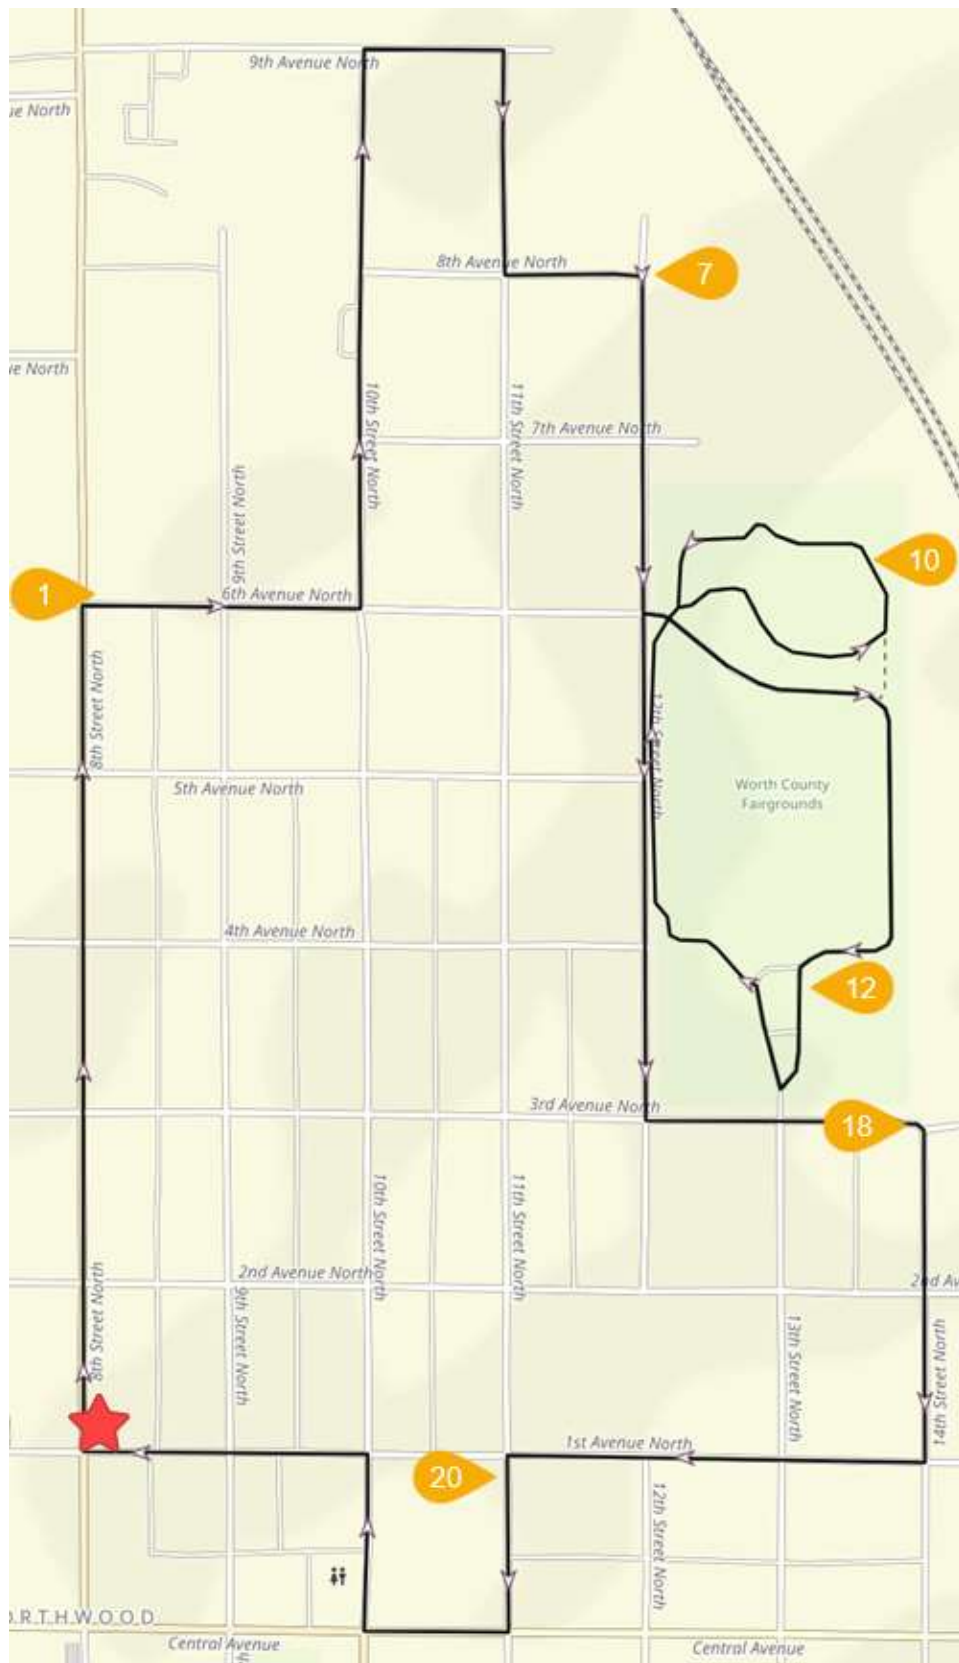 9th Avenue North
ue North
8th Avenue North
7
ue North
10th Street North
11th Street North
7th Avenue North
9th Street North
10
1
6th Avenue North
8th Street North
12th Street North
5th Avenue North
Worth County
Fairgrounds
4th Avenue North
12
3rd Avenue North
18
10th Street North
11th Street North
2nd Avenue North
2nd Av
8th Street North
9th Street North
13th Street North
14th Street North
1st Avenue North
20
12th Street North
ORTHWOOD
Central Avenue
Central Avenue